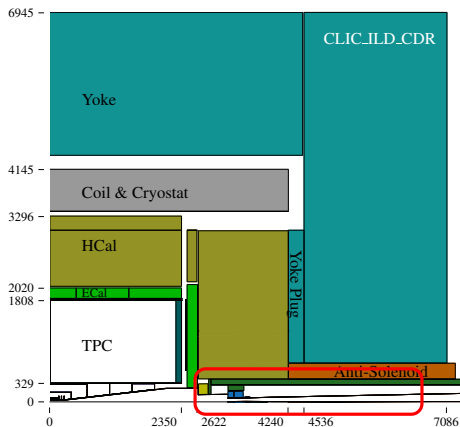 6945
CLIC_ILD_CDR
Yoke
4145
Coil & Cryostat
3296
HCal
Yoke Plug
2020
ECal
1808
TPC
Anti-Solenoid
329
0
0 2350 2622 4240 4536 7086